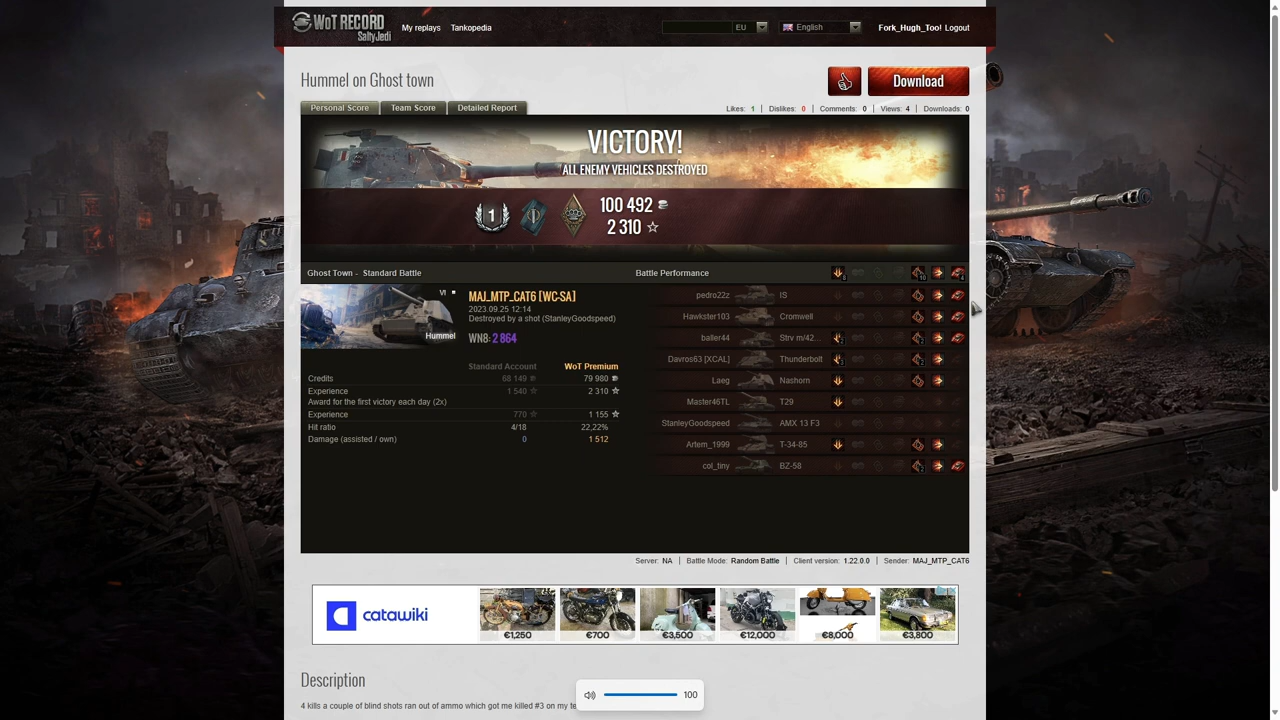 WoT RECORD
SaltyJedi
My replays
Tankopedia
EU
English
Fork_Hugh_Too! Logout
Hummel on Ghost town
Download
Personal Score
Team Score
Detailed Report
Likes: 1 | Dislikes: 0 | Comments: 0 | Views: 4 | Downloads: 0
VICTORY!
ALL ENEMY VEHICLES DESTROYED
1
100 492
2 310
Ghost Town - Standard Battle
Battle Performance
VI
Hummel
MAJ_MTP_CAT6 [WC-SA]
2023.09.25 12:14
Destroyed by a shot (StanleyGoodspeed)
WN8: 2 864
Standard Account WoT Premium
Credits 68 149 79 980
Experience 1 540 2 310
Award for the first victory each day (2x)
Experience 770 1 155
Hit ratio 4/18 22,22%
Damage (assisted / own) 0 1 512
pedro22z IS
Hawkster103 Cromwell
baller44 Strv m/42...
Davros63 [XCAL] Thunderbolt
Laeg Nashorn
Master46TL T29
StanleyGoodspeed AMX 13 F3
Artem_1999 T-34-85
col_tiny BZ-58
Server: NA | Battle Mode: Random Battle | Client version: 1.22.0.0 | Sender: MAJ_MTP_CAT6
catawiki
€1,250 €700 €3,500 €12,000 €8,000 €3,800
Description
4 kills a couple of blind shots ran out of ammo which got me killed #3 on my
100